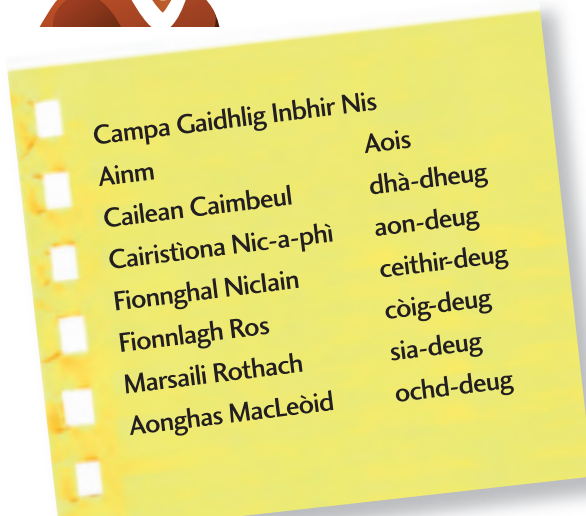 Campa Gaidhlig Inbhir Nis
Ainm Aois
Cailean Caimbeul dhà-dheug
Cairistìona Nic-a-phì aon-deug
Fionnghal Niclain ceithir-deug
Fionnlagh Ros còig-deug
Marsaili Rothach sia-deug
Aonghas MacLeòid ochd-deug